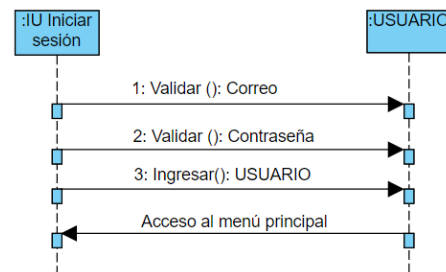 :IU Iniciar
sesión
:USUARIO
1: Validar (): Correo
2: Validar (): Contraseña
3: Ingresar(): USUARIO
Acceso al menú principal